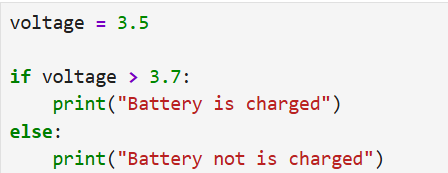 voltage = 3.5
if voltage > 3.7:
    print("Battery is charged")
else:
    print("Battery not is charged")